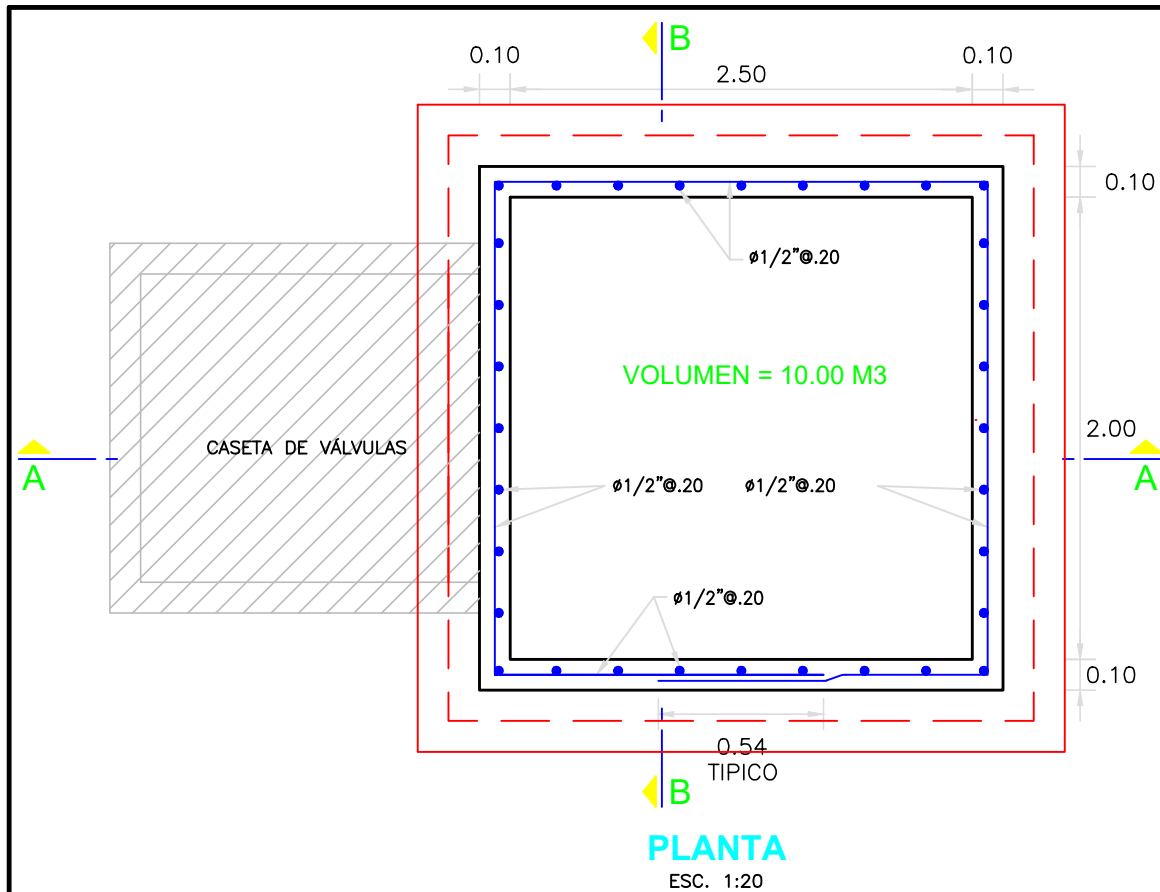 B
0.10
2.50
0.10
0.10
ø1/2"@.20
VOLUMEN = 10.00 M3
CASETA DE VÁLVULAS
2.00
A
A
ø1/2"@.20
ø1/2"@.20
ø1/2"@.20
0.10
0.54
TIPICO
B
PLANTA
ESC. 1:20